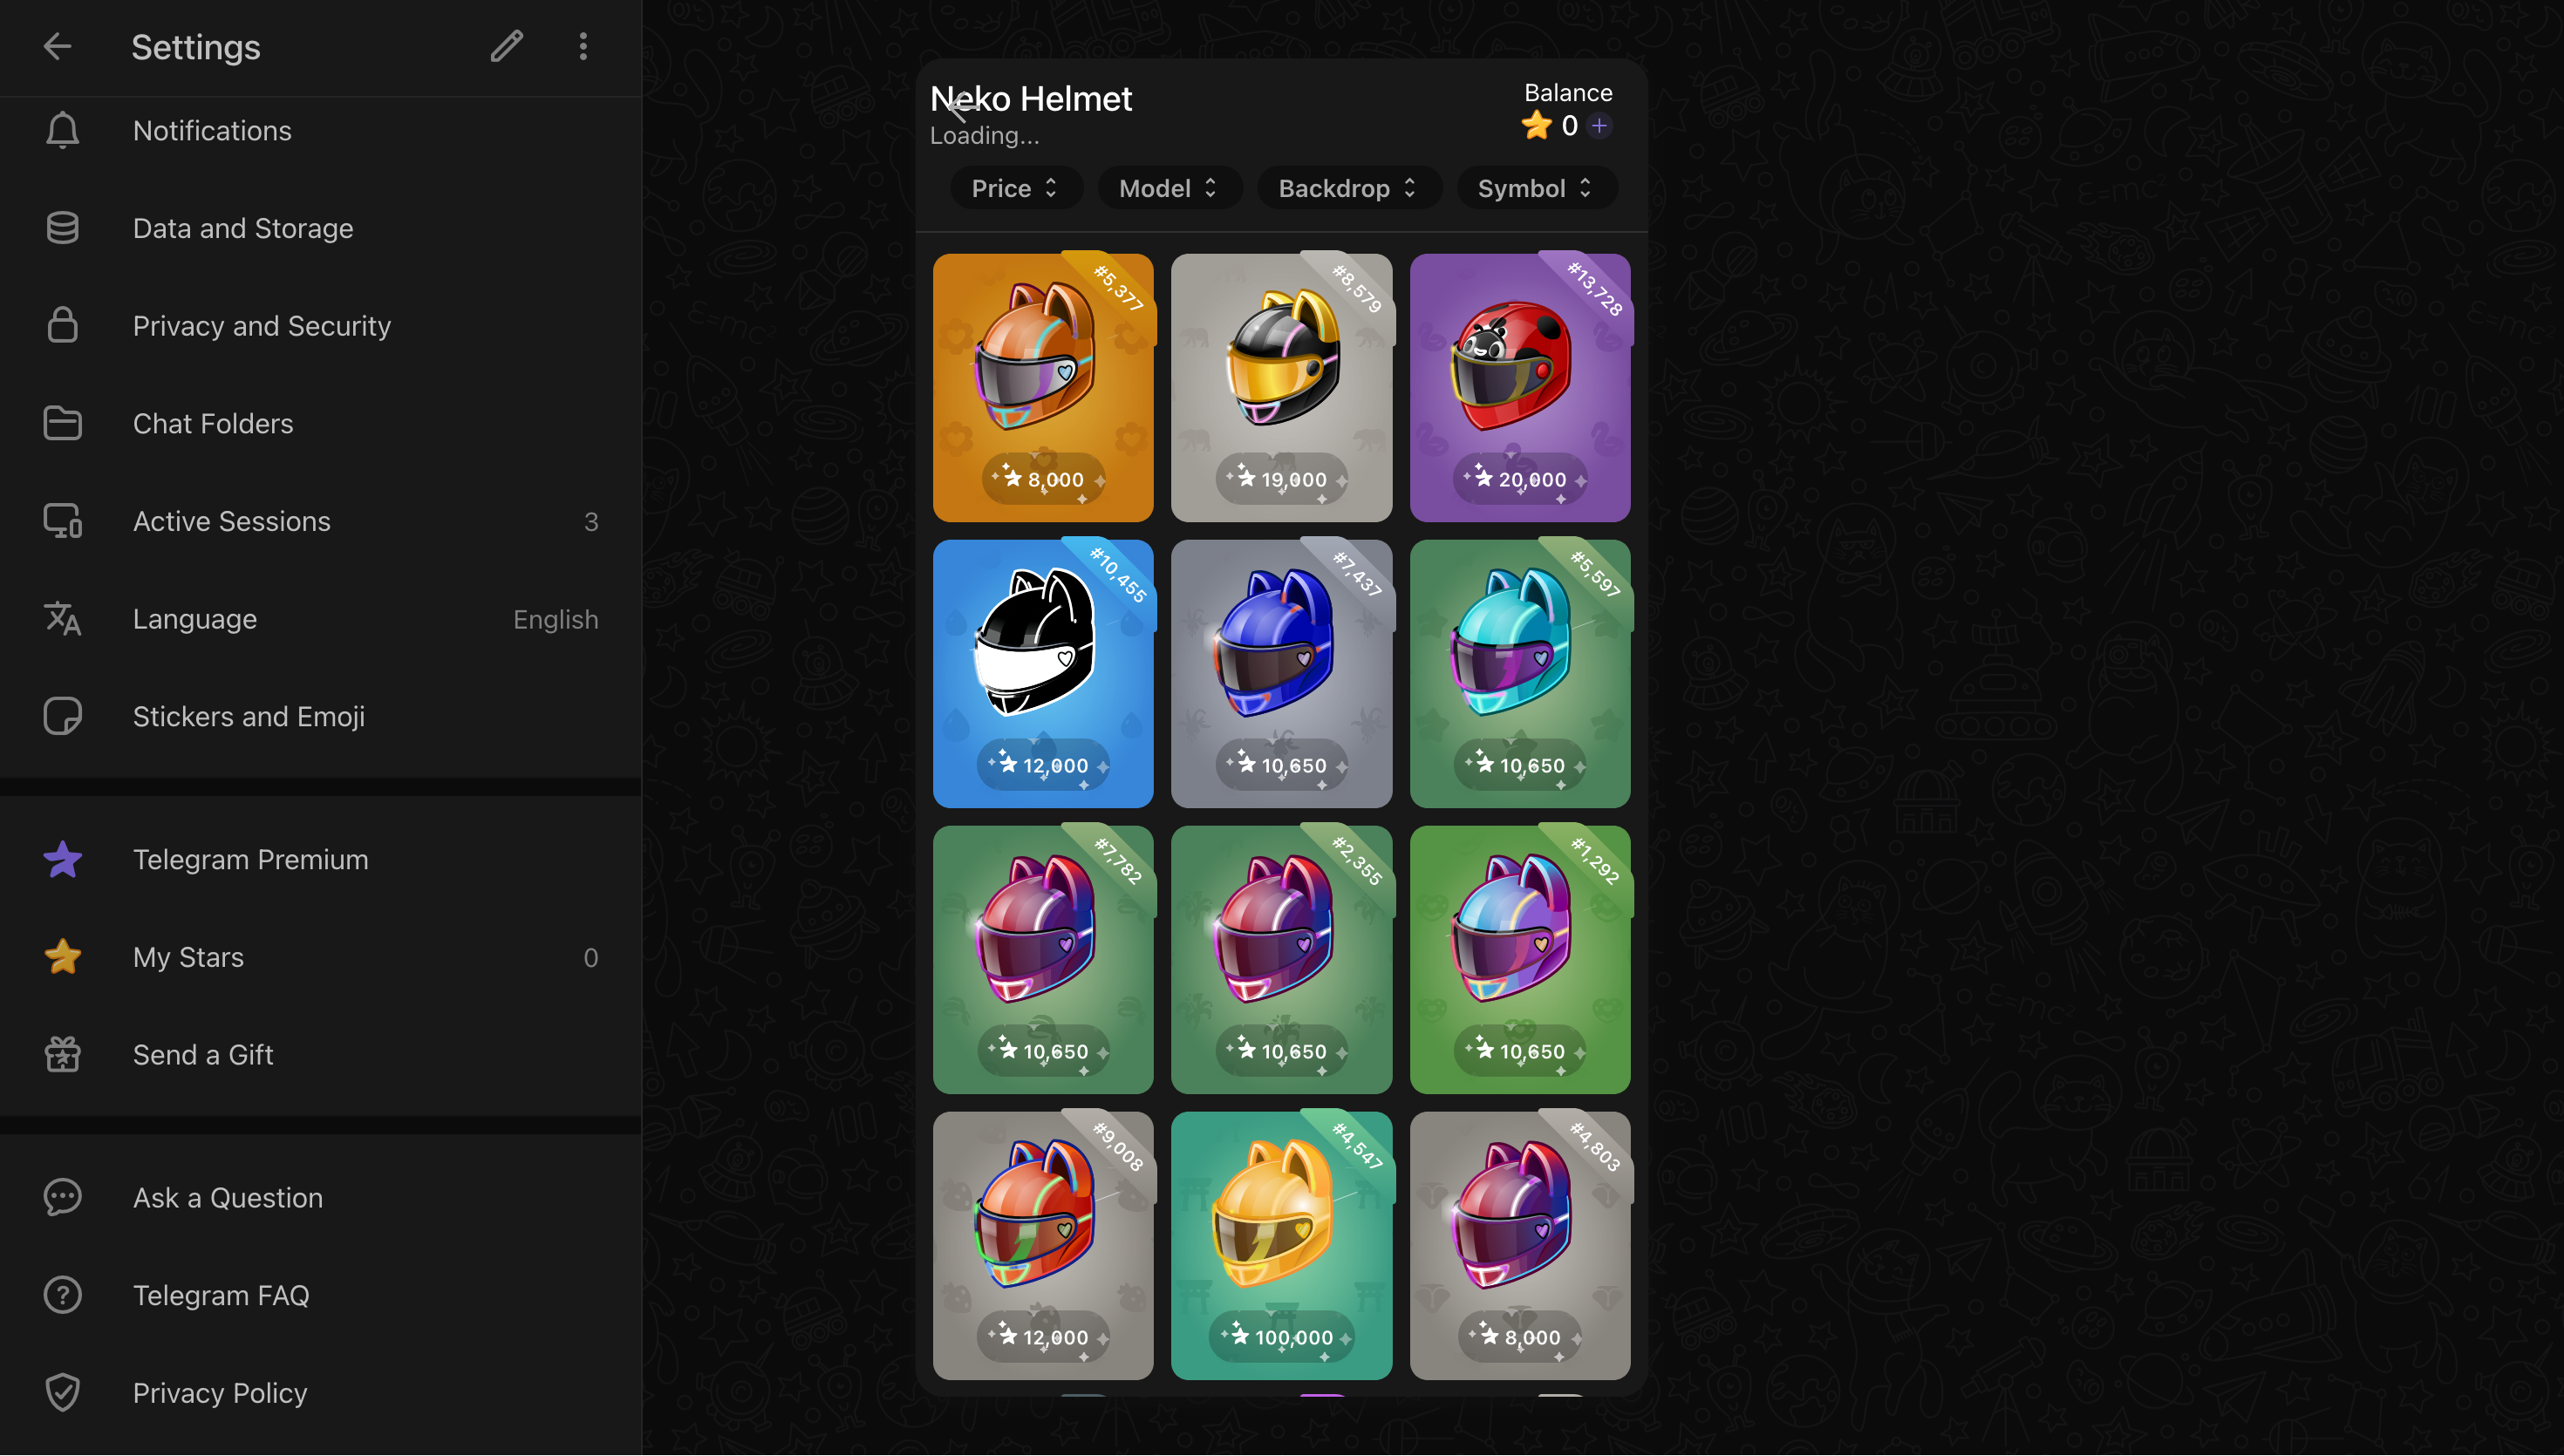 Settings
Notifications
Data and Storage
Privacy and Security
Chat Folders
Active Sessions 3
Language English
Stickers and Emoji
Telegram Premium
My Stars 0
Send a Gift
Ask a Question
Telegram FAQ
Privacy Policy
Neko Helmet
Loading...
Balance
0 +
Price Model Backdrop Symbol
#5,377 #8,579 #13,728
8,000 19,000 20,000
#10,455 #7,437 #5,597
12,000 10,650 10,650
#7,782 #2,355 #1,292
10,650 10,650 10,650
#9,008 #4,547 #4,803
12,000 100,000 8,000